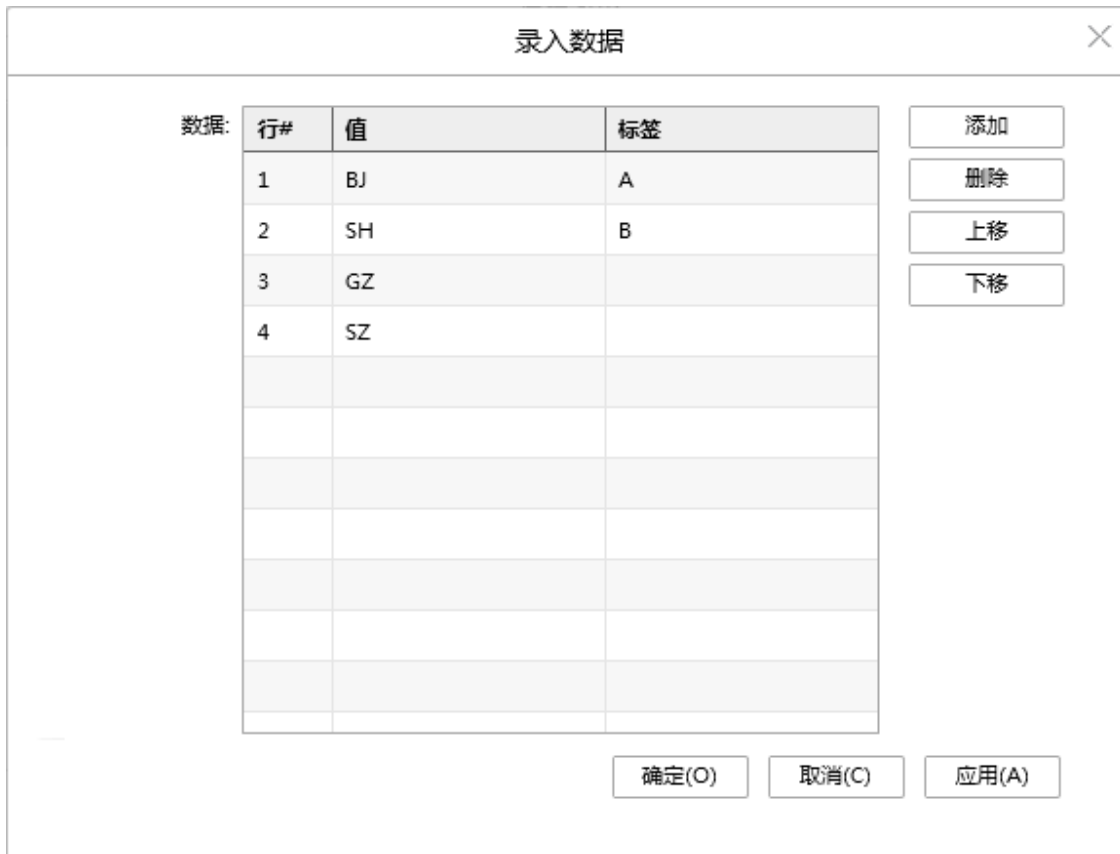 录入数据
数据:
行# 值 标签
1 BJ A
2 SH B
3 GZ
4 SZ
添加
删除
上移
下移
确定(O) 取消(C) 应用(A)